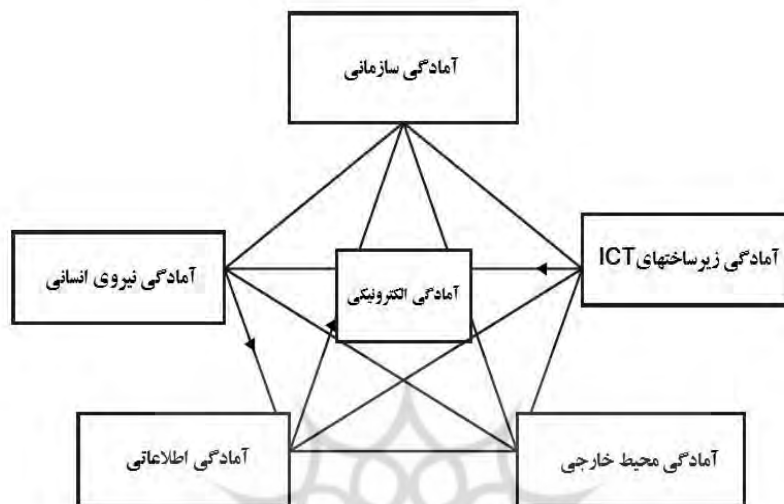 آمادگی سازمانی
آمادگی زیرساختهای ICT
آمادگی نیروی انسانی
آمادگی الکترونیکی
آمادگی محیط خارجی
آمادگی اطلاعاتی